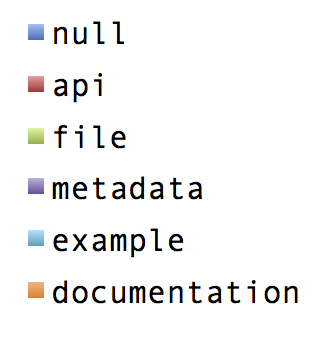 null
api
file
metadata
example
documentation